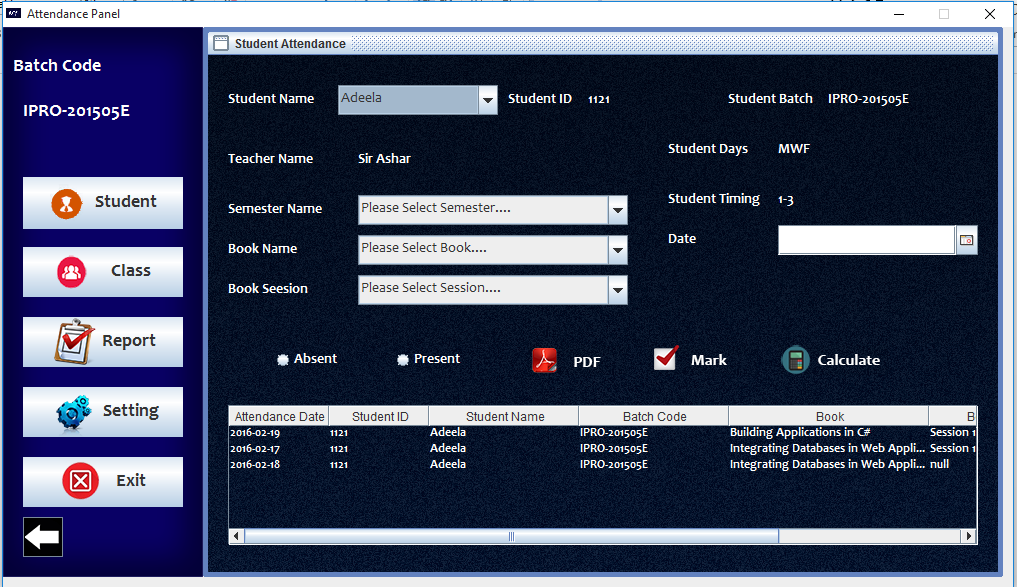 Attendance Panel
Batch Code
IPRO-201505E
Student
Class
Report
Setting
Exit
Student Attendance
Student Name Adeela Student ID 1121 Student Batch IPRO-201505E
Teacher Name Sir Ashar Student Days MWF
Semester Name Please Select Semester.... Student Timing 1-3
Book Name Please Select Book.... Date
Book Seesion Please Select Session....
Absent Present PDF Mark Calculate
Attendance Date Student ID Student Name Batch Code Book B
2016-02-19 1121 Adeela IPRO-201505E Building Applications in C# Session 1
2016-02-17 1121 Adeela IPRO-201505E Integrating Databases in Web Appli... Session 1
2016-02-18 1121 Adeela IPRO-201505E Integrating Databases in Web Appli... null